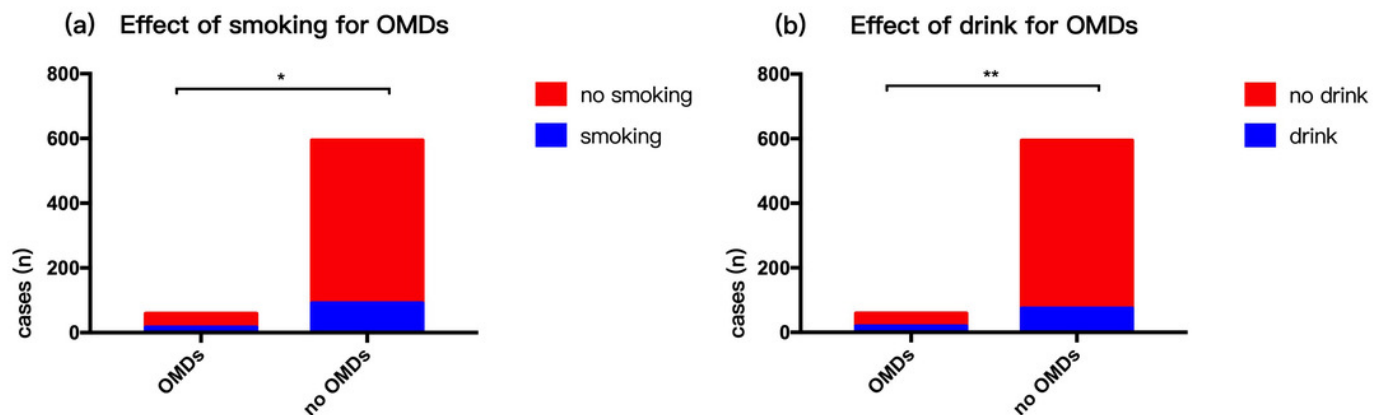 (a) Effect of smoking for OMDs
*
800
600
400
200
0
cases (n)
OMDs
no OMDs
no smoking
smoking
(b) Effect of drink for OMDs
**
800
600
400
200
0
cases (n)
OMDs
no OMDs
no drink
drink